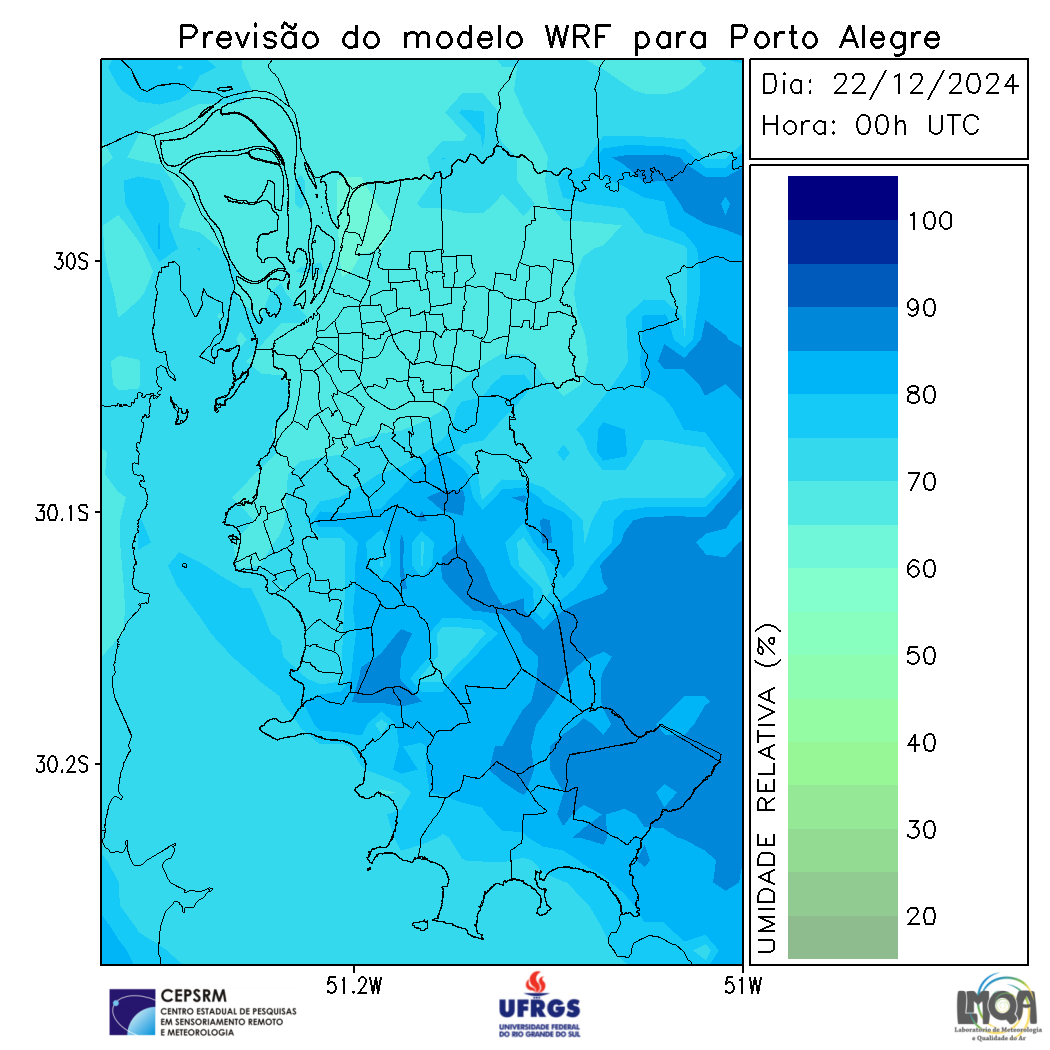 Previsão do modelo WRF para Porto Alegre
Dia: 22/12/2024
Hora: 00h UTC
30S
30.1S
30.2S
51.2W
51W
UMIDADE RELATIVA (%)
100
90
80
70
60
50
40
30
20
CEPSRM
CENTRO ESTADUAL DE PESQUISAS
EM SENSORIAMENTO REMOTO
E METEOROLOGIA
UFRGS
UNIVERSIDADE FEDERAL
DO RIO GRANDE DO SUL
LMQA
Laboratório de Meteorologia
e Qualidade do Ar